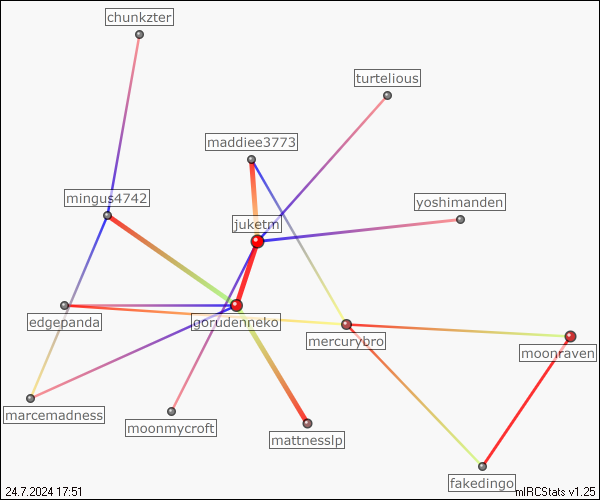 chunkzter
turtelious
maddiee3773
mingus4742
yoshimanden
juketm
edgepanda
gorudenneko
mercurybro
moonraven
marcemadness
moonmycroft
mattnesslp
fakedingo
24.7.2024 17:51
mIRCStats v1.25